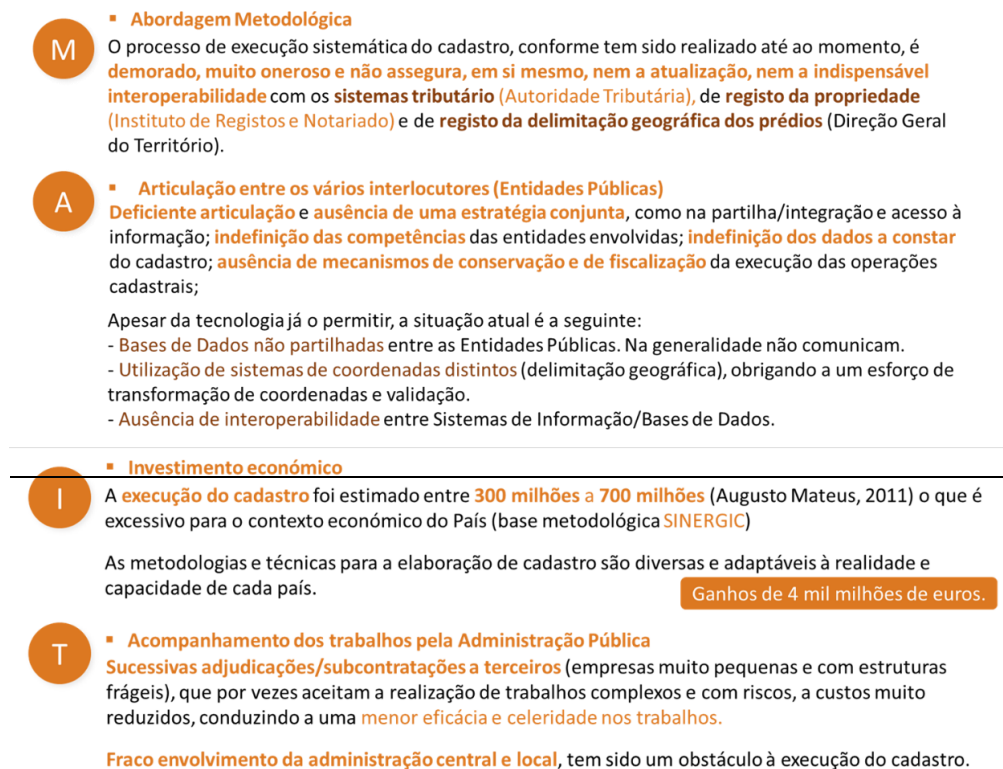 ▪ Abordagem Metodológica
M
O processo de execução sistemática do cadastro, conforme tem sido realizado até ao momento, é
demorado, muito oneroso e não assegura, em si mesmo, nem a atualização, nem a indispensável
interoperabilidade com os sistemas tributário (Autoridade Tributária), de registo da propriedade
(Instituto de Registos e Notariado) e de registo da delimitação geográfica dos prédios (Direção Geral
do Território).
A
▪ Articulação entre os vários interlocutores (Entidades Públicas)
Deficiente articulação e ausência de uma estratégia conjunta, como na partilha/integração e acesso à
informação; indefinição das competências das entidades envolvidas; indefinição dos dados a constar
do cadastro; ausência de mecanismos de conservação e de fiscalização da execução das operações
cadastrais;
Apesar da tecnologia já o permitir, a situação atual é a seguinte:
- Bases de Dados não partilhadas entre as Entidades Públicas. Na generalidade não comunicam.
- Utilização de sistemas de coordenadas distintos (delimitação geográfica), obrigando a um esforço de
transformação de coordenadas e validação.
- Ausência de interoperabilidade entre Sistemas de Informação/Bases de Dados.
▪ Investimento económico
I
A execução do cadastro foi estimado entre 300 milhões a 700 milhões (Augusto Mateus, 2011) o que é
excessivo para o contexto económico do País (base metodológica SINERGIC)
As metodologias e técnicas para a elaboração de cadastro são diversas e adaptáveis à realidade e
capacidade de cada país.
Ganhos de 4 mil milhões de euros.
T
▪ Acompanhamento dos trabalhos pela Administração Pública
Sucessivas adjudicações/subcontratações a terceiros (empresas muito pequenas e com estruturas
frágeis), que por vezes aceitam a realização de trabalhos complexos e com riscos, a custos muito
reduzidos, conduzindo a uma menor eficácia e celeridade nos trabalhos.
Fraco envolvimento da administração central e local, tem sido um obstáculo à execução do cadastro.